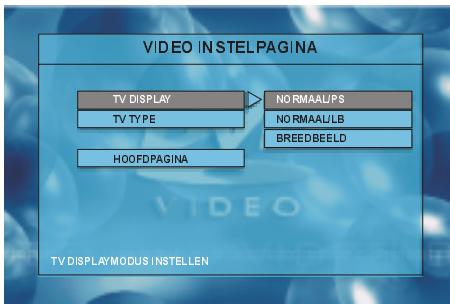 VIDEO INSTELPAGINA
TV DISPLAY
NORMAAL/PS
TV TYPE
NORMAAL/LB
BREEDBEELD
HOOFDPAGINA
VIDEO
TV DISPLAYMODUS INSTELLEN